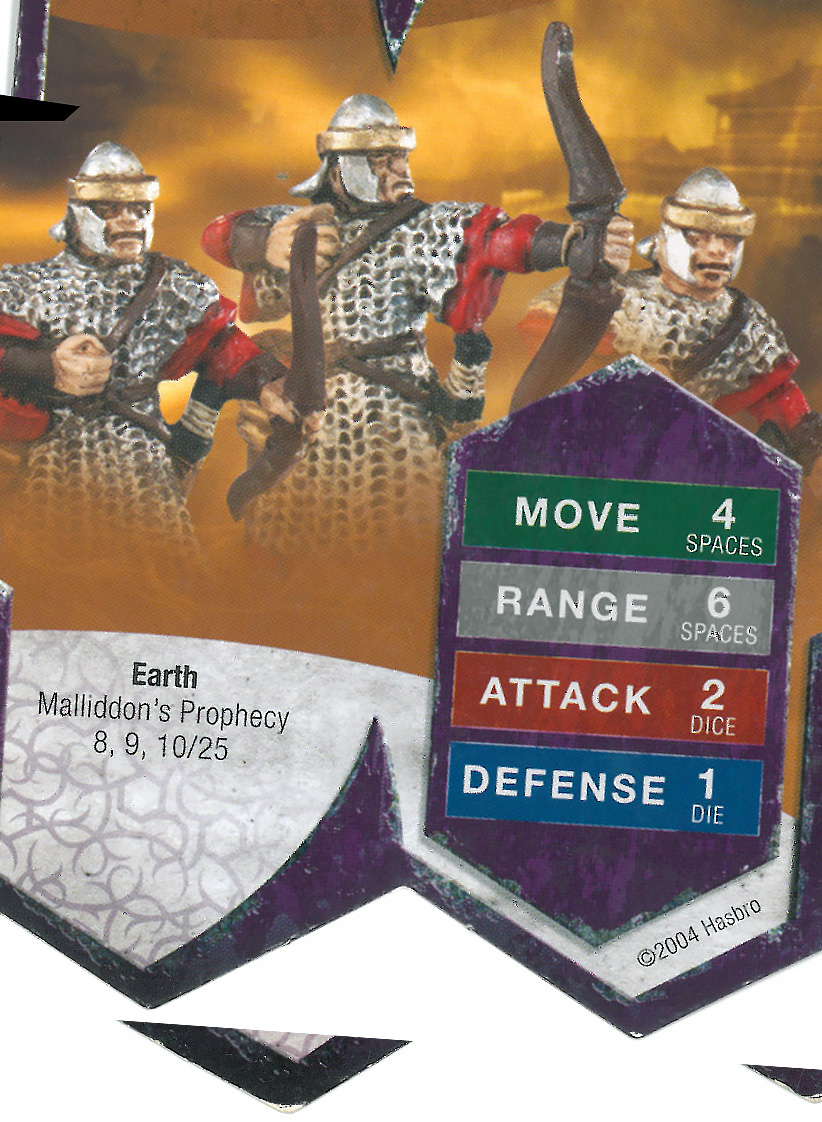 MOVE 4
SPACES
RANGE 6
SPACES
ATTACK 2
DICE
DEFENSE 1
DIE
Earth
Malliddon's Prophecy
8, 9, 10/25
©2004 Hasbro